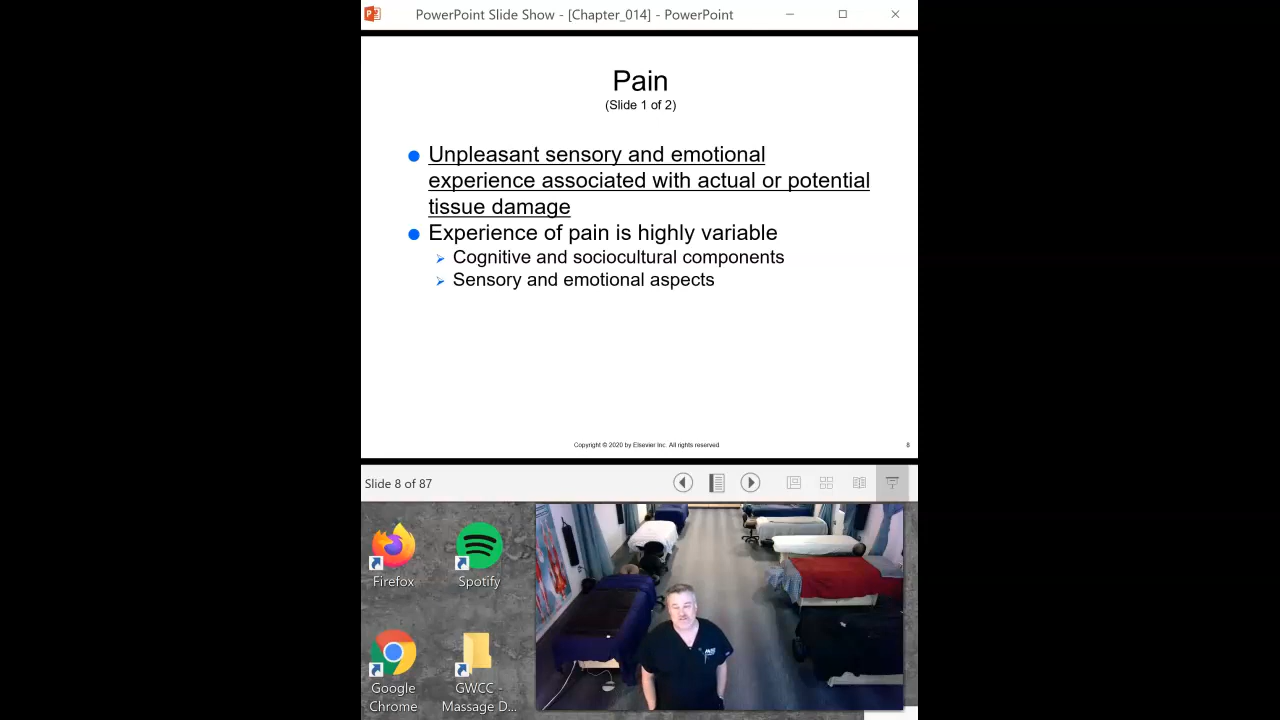 PowerPoint Slide Show - [Chapter_014] - PowerPoint
Pain
(Slide 1 of 2)
Unpleasant sensory and emotional
experience associated with actual or potential
tissue damage
Experience of pain is highly variable
Cognitive and sociocultural components
Sensory and emotional aspects
Copyright © 2020 by Elsevier Inc. All rights reserved.
8
Slide 8 of 87
Firefox
Spotify
Google
Chrome
GWCC -
Massage D...